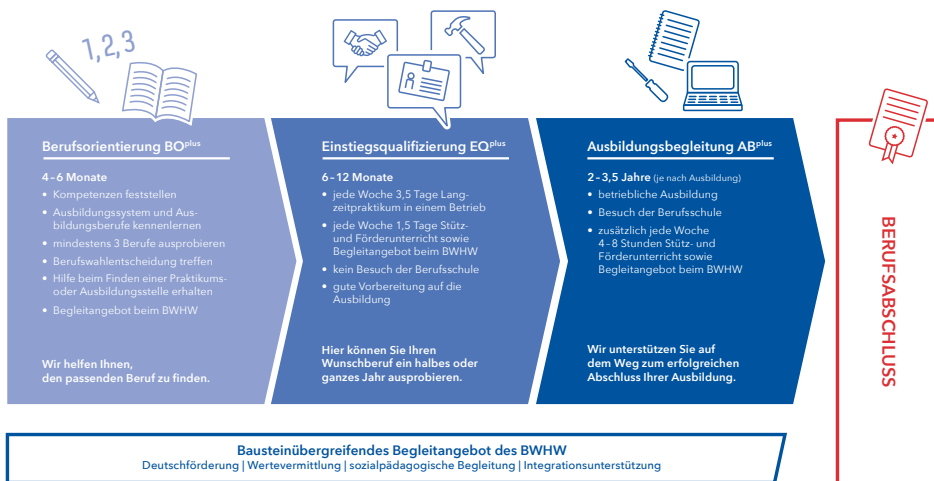 1,2,3
Berufsorientierung BOplus
4–6 Monate
• Kompetenzen feststellen
• Ausbildungssystem und Aus-
bildungsberufe kennenlernen
• mindestens 3 Berufe ausprobieren
• Berufswahlentscheidung treffen
• Hilfe beim Finden einer Praktikums-
oder Ausbildungsstelle erhalten
• Begleitangebot beim BWHW
Wir helfen Ihnen,
den passenden Beruf zu finden.
Einstiegsqualifizierung EQplus
6–12 Monate
• jede Woche 3,5 Tage Lang-
zeitpraktikum in einem Betrieb
• jede Woche 1,5 Tage Stütz-
und Förderunterricht sowie
Begleitangebot beim BWHW
• kein Besuch der Berufsschule
• gute Vorbereitung auf die
Ausbildung
Hier können Sie Ihren
Wunschberuf ein halbes oder
ganzes Jahr ausprobieren.
Ausbildungsbegleitung ABplus
2–3,5 Jahre (je nach Ausbildung)
• betriebliche Ausbildung
• Besuch der Berufsschule
• zusätzlich jede Woche
4–8 Stunden Stütz- und
Förderunterricht sowie
Begleitangebot beim BWHW
Wir unterstützen Sie auf
dem Weg zum erfolgreichen
Abschluss Ihrer Ausbildung.
BERUFSABSCHLUSS
Bausteinübergreifendes Begleitangebot des BWHW
Deutschförderung | Wertevermittlung | sozialpädagogische Begleitung | Integrationsunterstützung